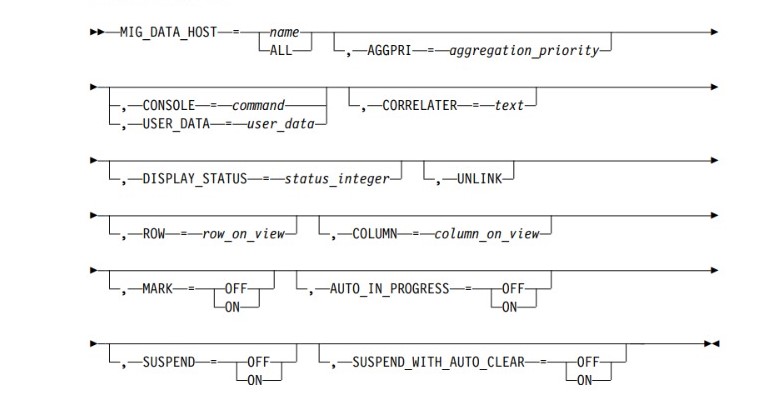 MIG_DATA_HOST = name
ALL , AGGPRI = aggregation_priority
, CONSOLE = command , CORRELATER = text
, USER_DATA = user_data
, DISPLAY_STATUS = status_integer , UNLINK
, ROW = row_on_view , COLUMN = column_on_view
, MARK = OFF , AUTO_IN_PROGRESS = OFF
ON ON
, SUSPEND = OFF , SUSPEND_WITH_AUTO_CLEAR = OFF
ON ON